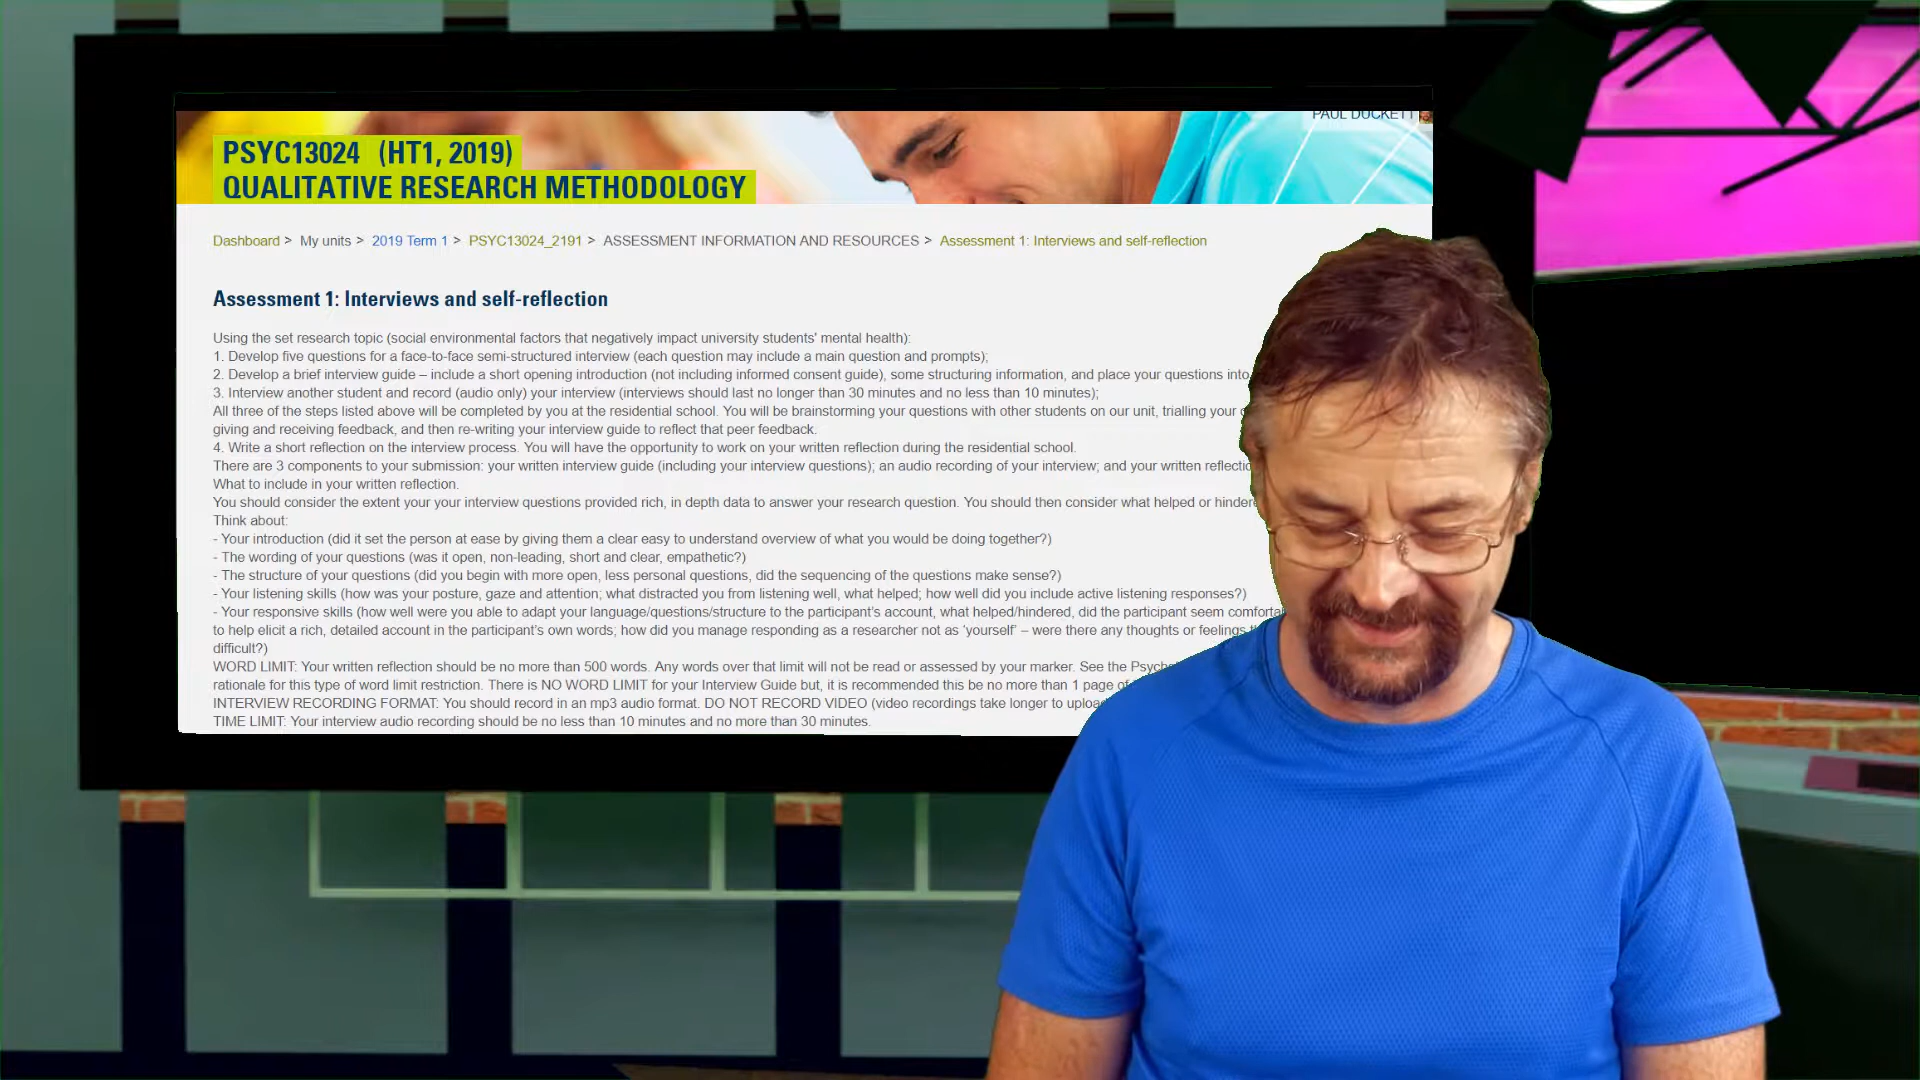 PAUL DUCKETT
PSYC13024 (HT1, 2019)
QUALITATIVE RESEARCH METHODOLOGY
Dashboard > My units > 2019 Term 1 > PSYC13024_2191 > ASSESSMENT INFORMATION AND RESOURCES > Assessment 1: Interviews and self-reflection
Assessment 1: Interviews and self-reflection
Using the set research topic (social environmental factors that negatively impact university students' mental health):
1. Develop five questions for a face-to-face semi-structured interview (each question may include a main question and prompts);
2. Develop a brief interview guide – include a short opening introduction (not including informed consent guide), some structuring information, and place your questions into
3. Interview another student and record (audio only) your interview (interviews should last no longer than 30 minutes and no less than 10 minutes);
All three of the steps listed above will be completed by you at the residential school. You will be brainstorming your questions with other students on our unit, trialling your
giving and receiving feedback, and then re-writing your interview guide to reflect that peer feedback.
4. Write a short reflection on the interview process. You will have the opportunity to work on your written reflection during the residential school.
There are 3 components to your submission: your written interview guide (including your interview questions); an audio recording of your interview; and your written
What to include in your written reflection.
You should consider the extent your your interview questions provided rich, in depth data to answer your research question. You should then consider what helped or
Think about:
- Your introduction (did it set the person at ease by giving them a clear easy to understand overview of what you would be doing together?)
- The wording of your questions (was it open, non-leading, short and clear, empathetic?)
- The structure of your questions (did you begin with more open, less personal questions, did the sequencing of the questions make sense?)
- Your listening skills (how was your posture, gaze and attention; what distracted you from listening well, what helped; how well did you include active listening responses?)
- Your responsive skills (how well were you able to adapt your language/questions/structure to the participant's account, what helped/hindered, did the participant seem
to help elicit a rich, detailed account in the participant's own words; how did you manage responding as a researcher not as 'yourself' – were there any thoughts or feelings
difficult?)
WORD LIMIT: Your written reflection should be no more than 500 words. Any words over that limit will not be read or assessed by your marker. See the
rationale for this type of word limit restriction. There is NO WORD LIMIT for your Interview Guide but, it is recommended this be no more than 1 page of
INTERVIEW RECORDING FORMAT: You should record in an mp3 audio format. DO NOT RECORD VIDEO (video recordings take longer to
TIME LIMIT: Your interview audio recording should be no less than 10 minutes and no more than 30 minutes.